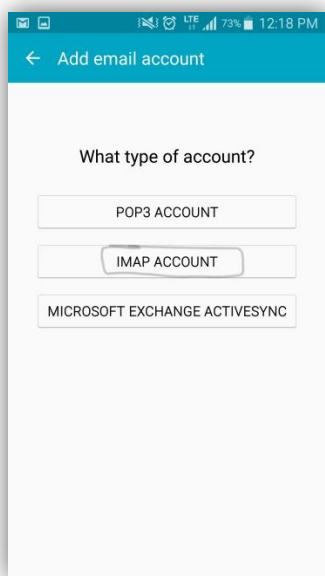 LTE 73% 12:18 PM
Add email account
What type of account?
POP3 ACCOUNT
IMAP ACCOUNT
MICROSOFT EXCHANGE ACTIVESYNC